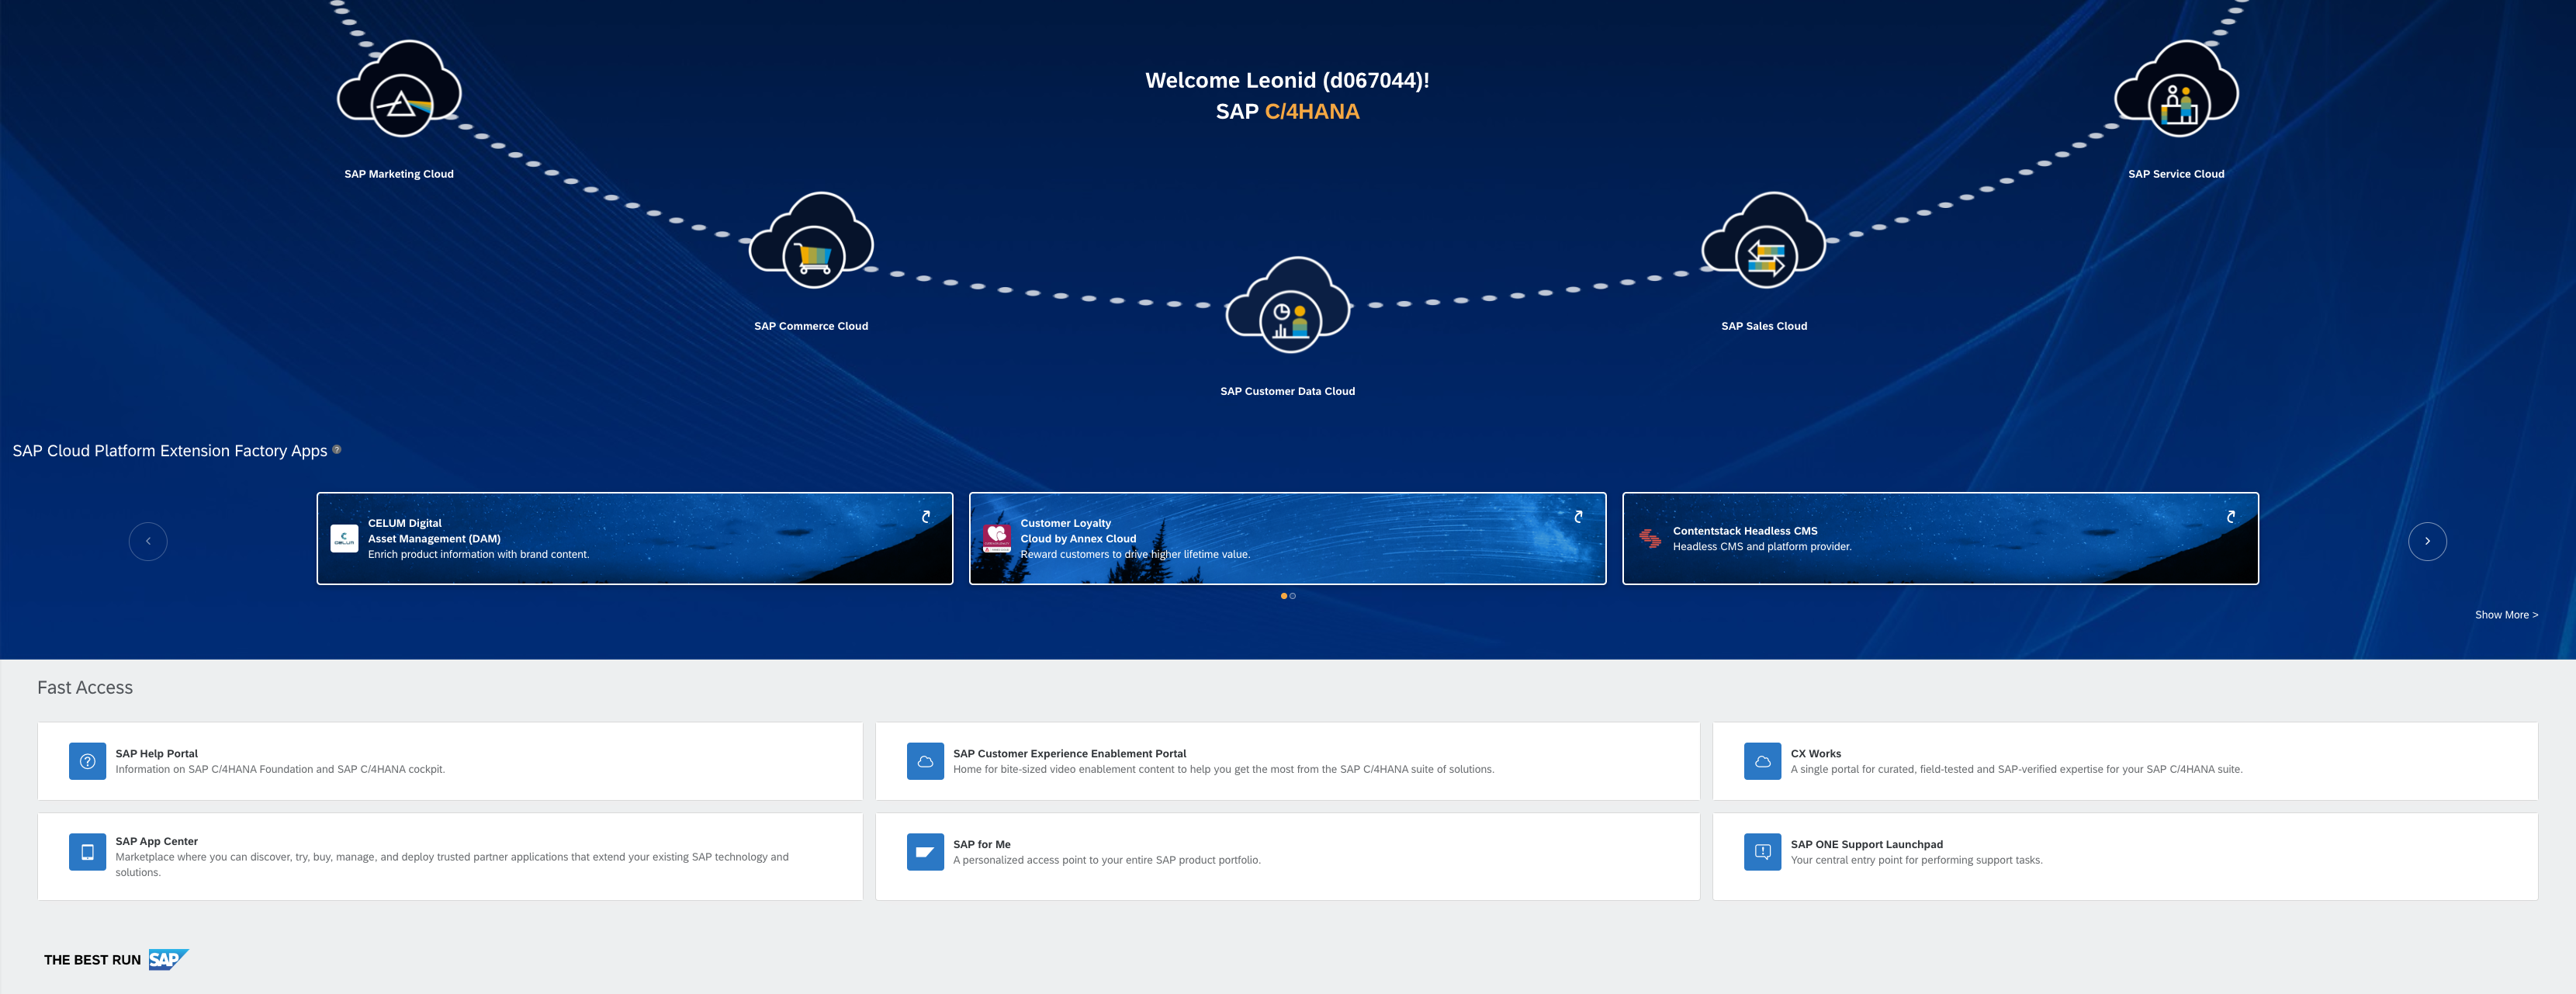 Welcome Leonid (d067044)!
SAP C/4HANA
SAP Marketing Cloud
SAP Service Cloud
SAP Commerce Cloud
SAP Sales Cloud
SAP Customer Data Cloud
SAP Cloud Platform Extension Factory Apps ?
CELUM
CELUM Digital
Asset Management (DAM)
Enrich product information with brand content.
Customer Loyalty
Cloud by Annex Cloud
Reward customers to drive higher lifetime value.
Contentstack Headless CMS
Headless CMS and platform provider.
Show More >
Fast Access
SAP Help Portal
Information on SAP C/4HANA Foundation and SAP C/4HANA cockpit.
SAP Customer Experience Enablement Portal
Home for bite-sized video enablement content to help you get the most from the SAP C/4HANA suite of solutions.
CX Works
A single portal for curated, field-tested and SAP-verified expertise for your SAP C/4HANA suite.
SAP App Center
Marketplace where you can discover, try, buy, manage, and deploy trusted partner applications that extend your existing SAP technology and
solutions.
SAP for Me
A personalized access point to your entire SAP product portfolio.
SAP ONE Support Launchpad
Your central entry point for performing support tasks.
THE BEST RUN SAP